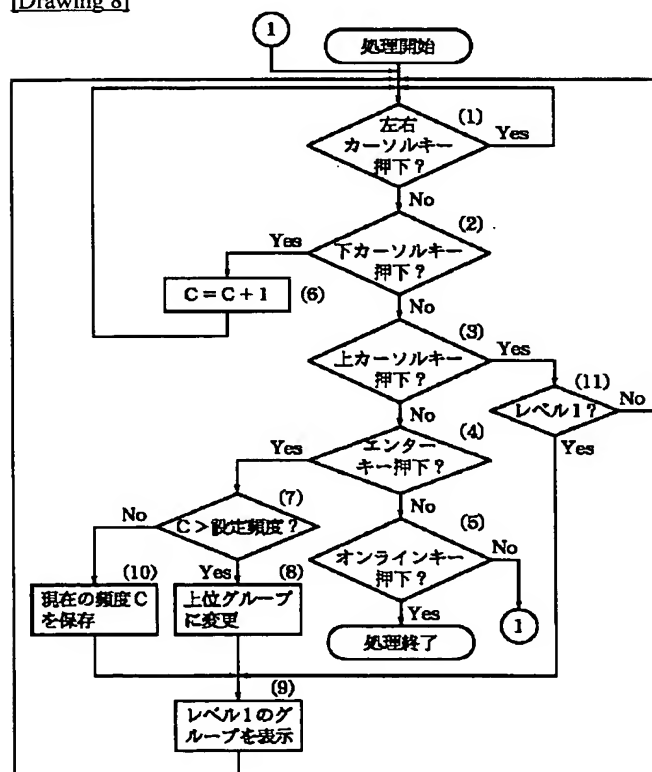 [Drawing 8]
1
処理開始
(1)
左右
カーソルキー
押下？
Yes
No
(2)
下カーソルキー
押下？
Yes
No
C＝C＋1
(6)
(3)
上カーソルキー
押下？
Yes
No
(11)
レベル1？
No
Yes
(4)
エンター
キー押下？
Yes
No
(7)
C＞設定頻度？
No
Yes
(5)
オンラインキー
押下？
No
Yes
1
処理終了
(10)
現在の頻度C
を保存
(8)
上位グループ
に変更
(9)
レベル1のグ
ループを表示